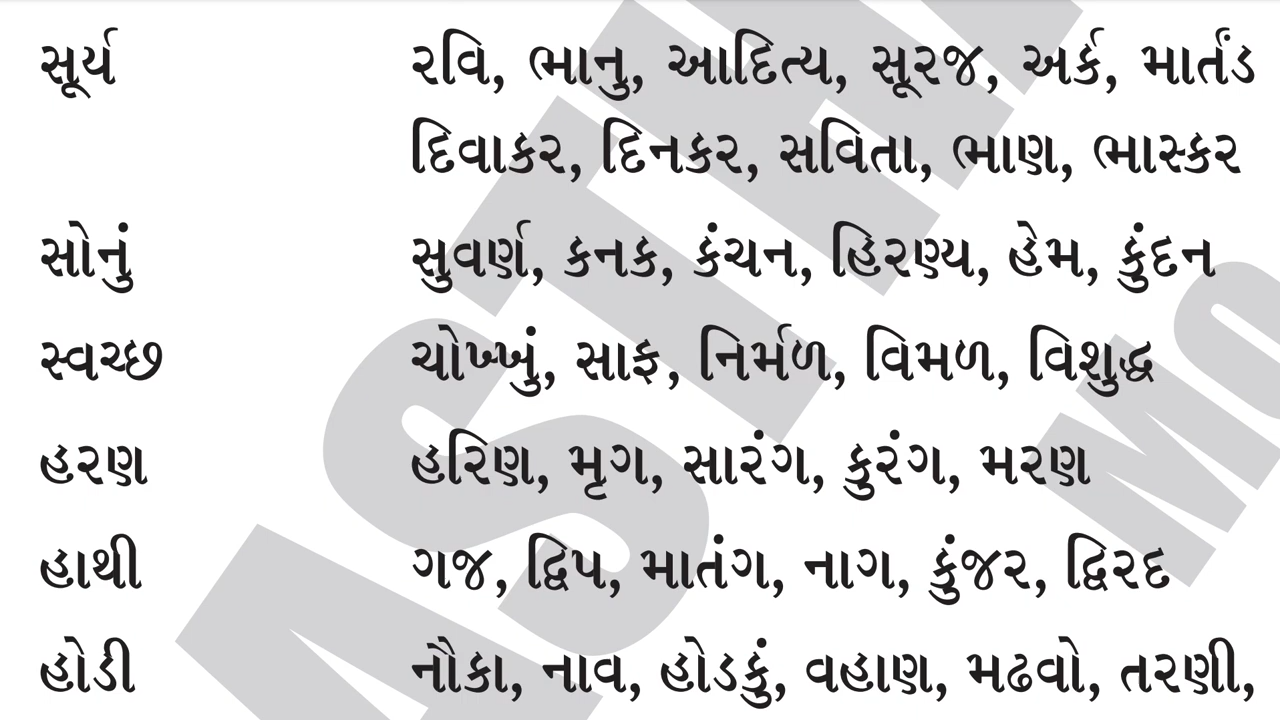 સૂર્ય રવિ, ભાનુ, આદિત્ય, સૂરજ, અર્ક, માર્તંડ
દિવાકર, દિનકર, સવિતા, ભાણ, ભાસ્કર
સોનું સુવર્ણ, કનક, કંચન, હિરણ્ય, હેમ, કુંદન
સ્વચ્છ ચોખ્ખું, સાફ, નિર્મળ, વિમળ, વિશુદ્ધ
હરણ હરિણ, મૃગ, સારંગ, કુરંગ, મરણ
હાથી ગજ, દ્વિપ, માતંગ, નાગ, કુંજર, દ્વિરદ
હોડી નૌકા, નાવ, હોડકું, વહાણ, મઢવો, તરણી,